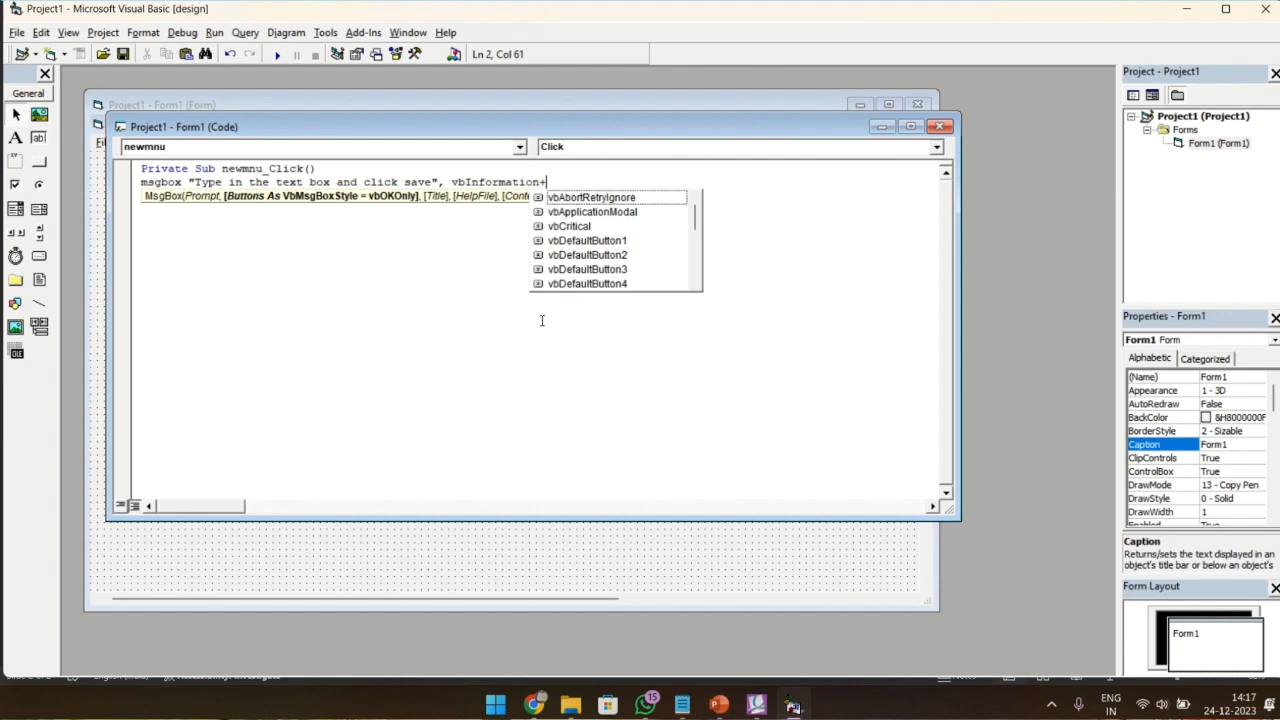 Project1 - Microsoft Visual Basic [design]
File Edit View Project Format Debug Run Query Diagram Tools Add-Ins Window Help
Ln 2, Col 61
General
Project1 - Form1 (Form)
Project1 - Form1 (Code)
newmnu Click
Private Sub newmnu_Click()
msgbox "Type in the text box and click save", vbInformation+
MsgBox(Prompt, [Buttons As VbMsgBoxStyle = vbOKOnly], [Title], [HelpFile], [Conte
vbAbortRetryIgnore
vbApplicationModal
vbCritical
vbDefaultButton1
vbDefaultButton2
vbDefaultButton3
vbDefaultButton4
Project - Project1
Project1 (Project1)
Forms
Form1 (Form1)
Properties - Form1
Form1 Form
Alphabetic Categorized
(Name) Form1
Appearance 1 - 3D
AutoRedraw False
BackColor &H8000000F
BorderStyle 2 - Sizable
Caption Form1
ClipControls True
ControlBox True
DrawMode 13 - Copy Pen
DrawStyle 0 - Solid
DrawWidth 1
Enabled True
Caption
Returns/sets the text displayed in an
object's title bar or below an object's
Form Layout
Form1
15
ENG
IN
14:17
24-12-2023